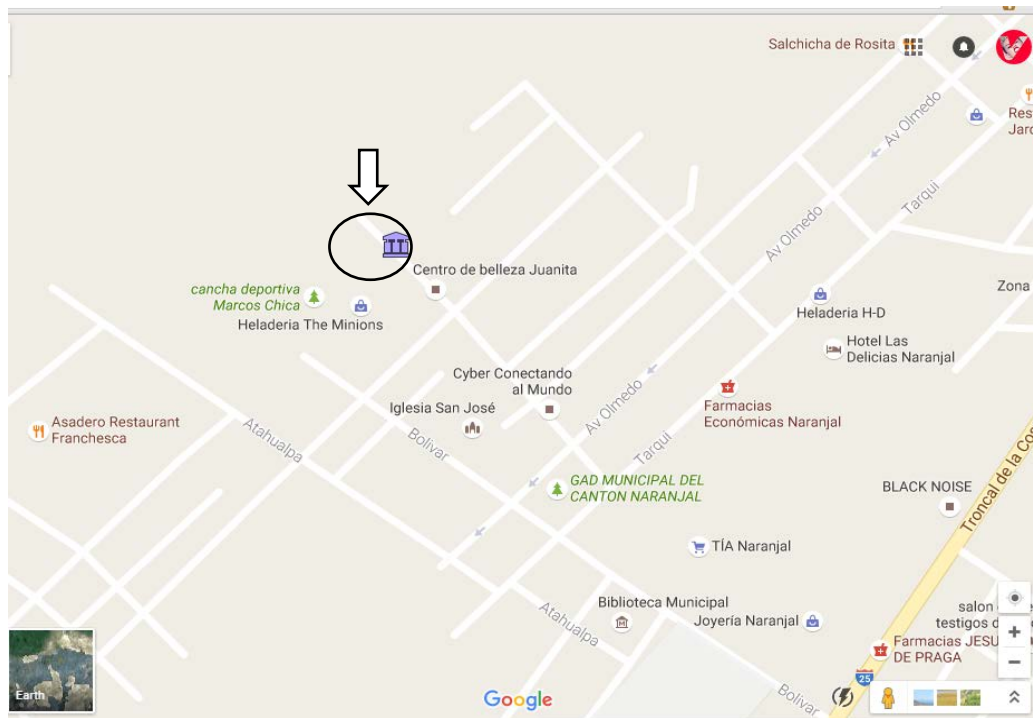 Salchicha de Rosita
Av Olmedo
Res
Jard
Tarqui
Av Olmedo
Centro de belleza Juanita
cancha deportiva
Marcos Chica
Heladeria The Minions
Zona
Heladeria H-D
Hotel Las
Delicias Naranjal
Cyber Conectando
al Mundo
Iglesia San José
Av Olmedo
Farmacias
Económicas Naranjal
Asadero Restaurant
Franchesca
Atahualpa
Bolivar
Tarqui
GAD MUNICIPAL DEL
CANTON NARANJAL
BLACK NOISE
Troncal de la Cos
TÍA Naranjal
Biblioteca Municipal
Joyería Naranjal
Atahualpa
salon
testigos d
Farmacias JESU
DE PRAGA
25
Bolivar
Earth
Google